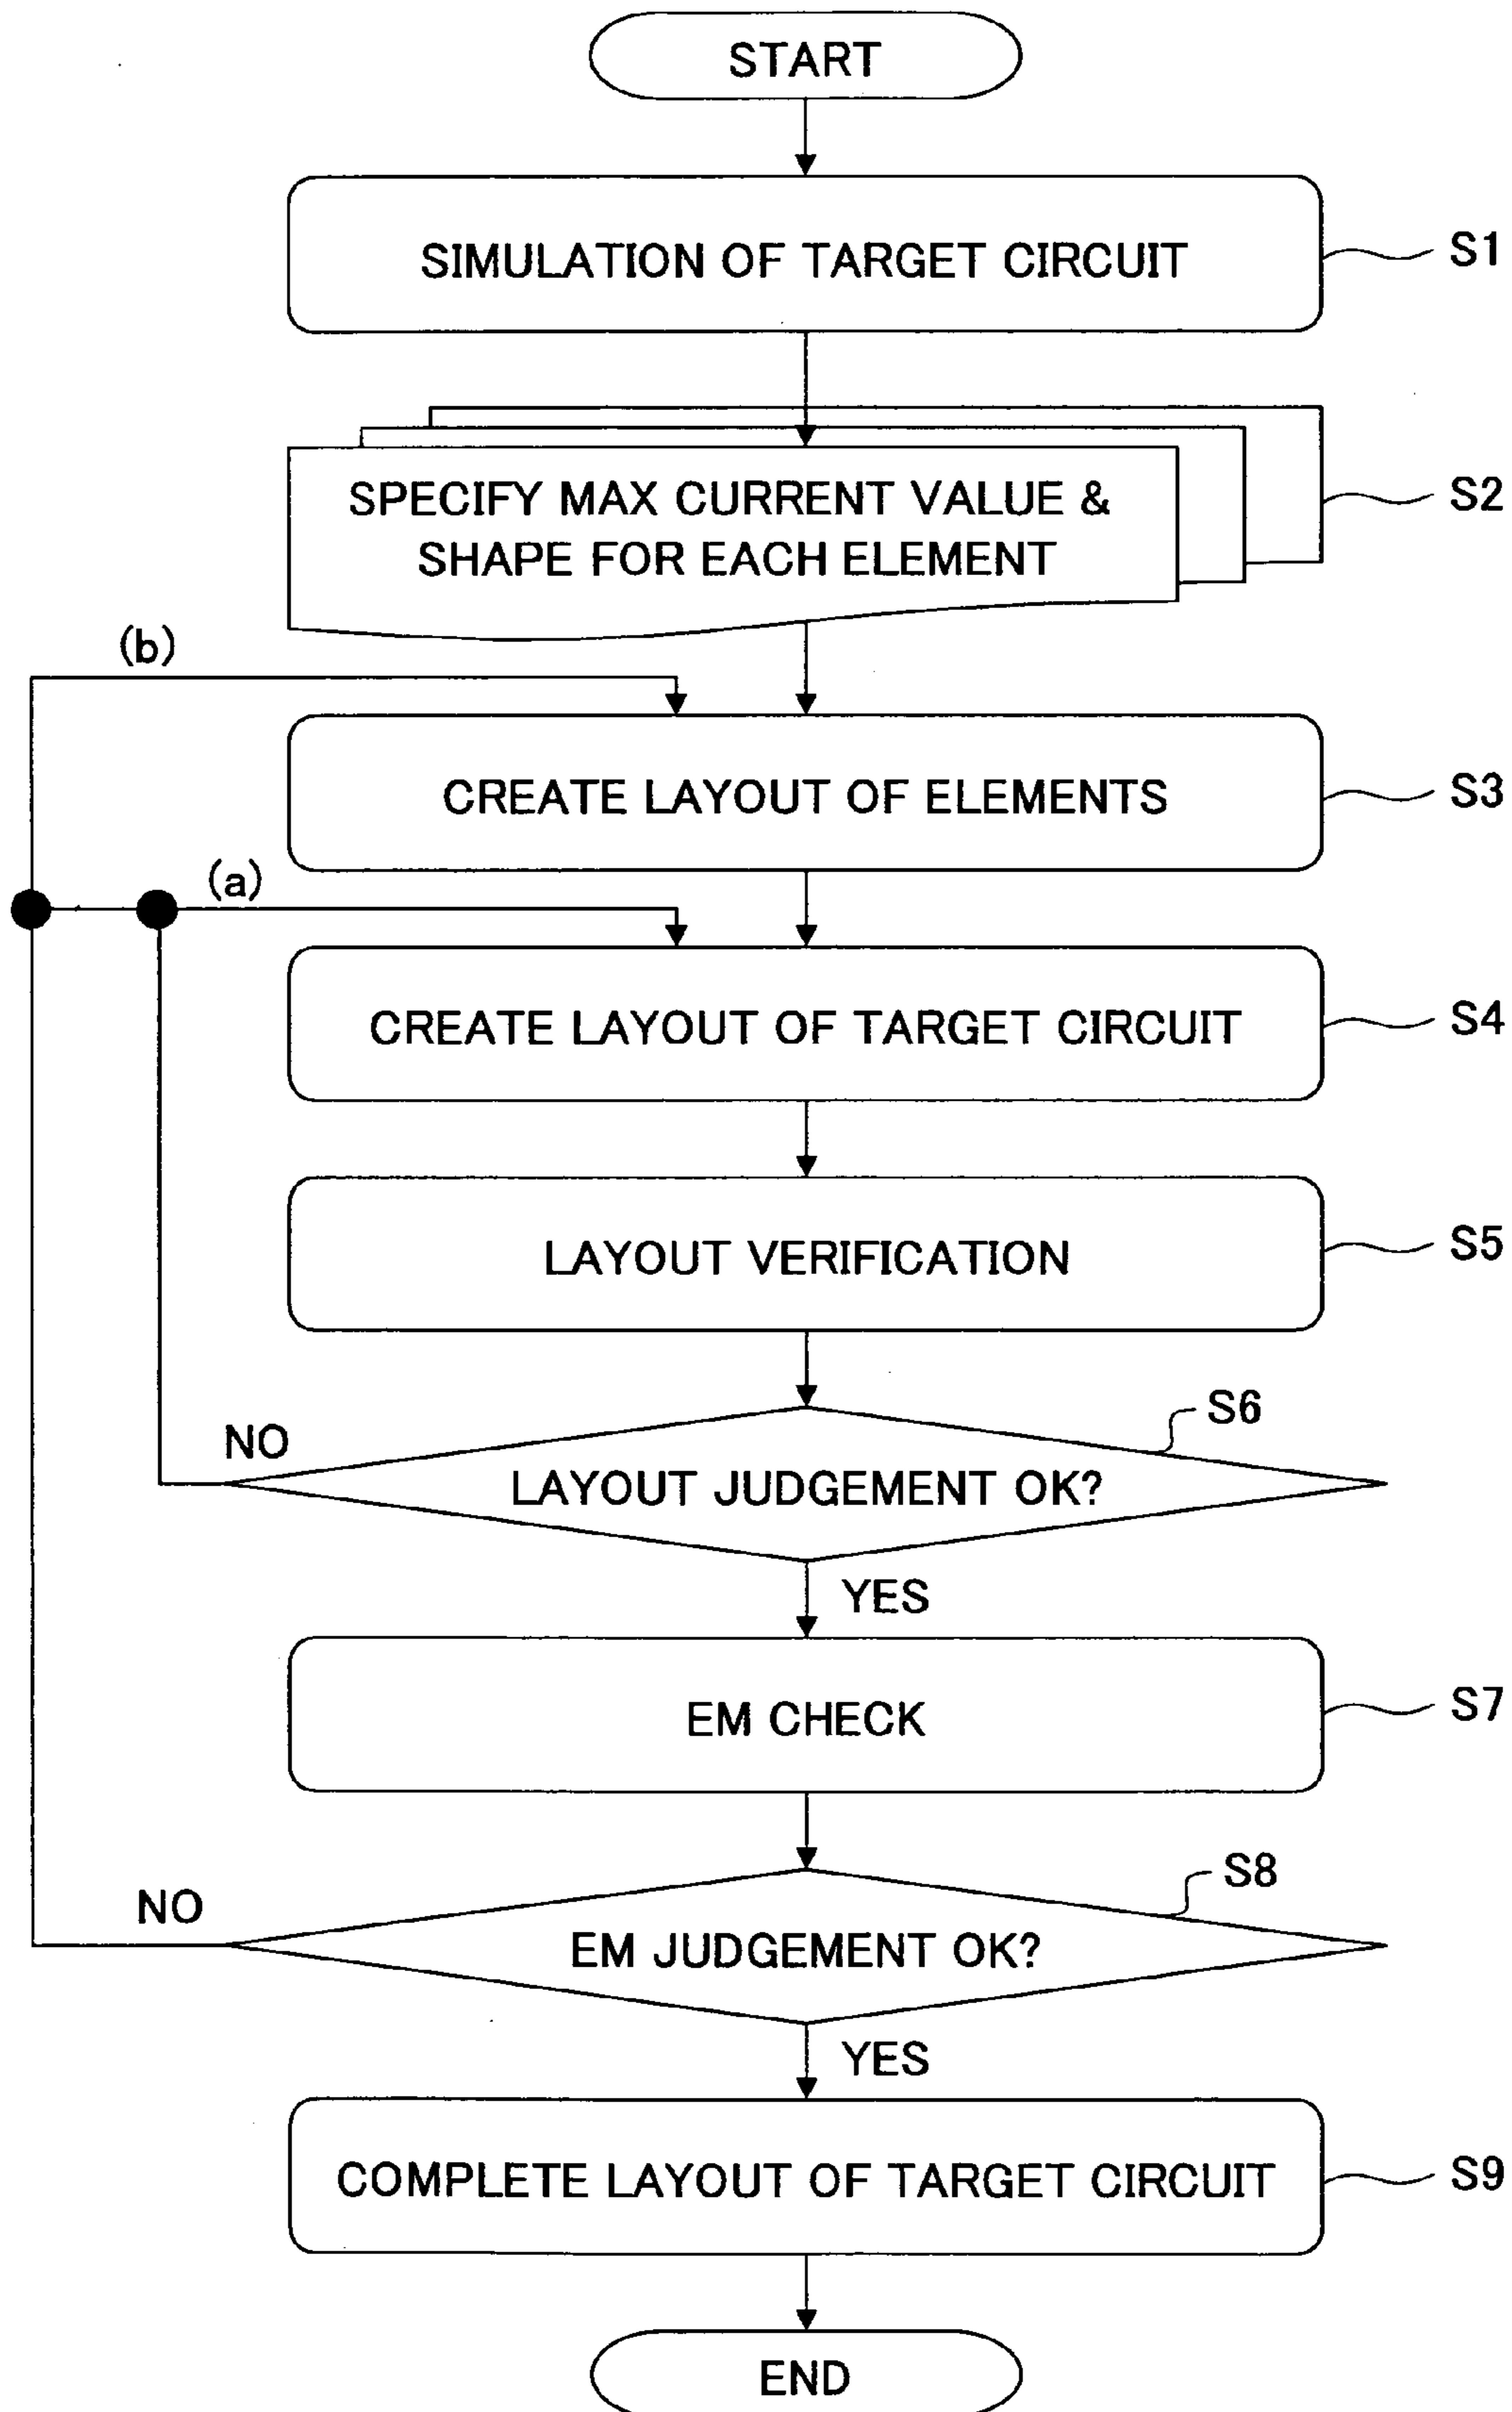 START
SIMULATION OF TARGET CIRCUIT
S1
SPECIFY MAX CURRENT VALUE &
SHAPE FOR EACH ELEMENT
S2
(b)
CREATE LAYOUT OF ELEMENTS
S3
(a)
CREATE LAYOUT OF TARGET CIRCUIT
S4
LAYOUT VERIFICATION
S5
S6
NO
LAYOUT JUDGEMENT OK?
YES
EM CHECK
S7
S8
NO
EM JUDGEMENT OK?
YES
COMPLETE LAYOUT OF TARGET CIRCUIT
S9
END